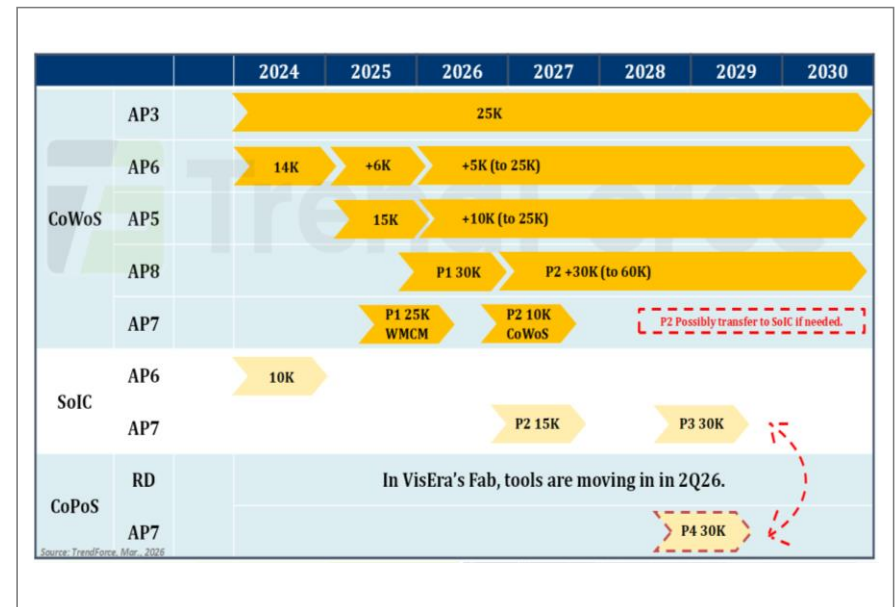 2024 2025 2026 2027 2028 2029 2030
CoWoS
AP3 25K
AP6 14K +6K +5K (to 25K)
AP5 15K +10K (to 25K)
AP8 P1 30K P2 +30K (to 60K)
AP7 P1 25K WMCM P2 10K CoWoS P2 Possibly transfer to SoIC if needed.
SoIC
AP6 10K
AP7 P2 15K P3 30K
CoPoS
RD In VisEra's Fab, tools are moving in in 2Q26.
AP7 P4 30K
Source: TrendForce, Mar., 2026
TrendForce